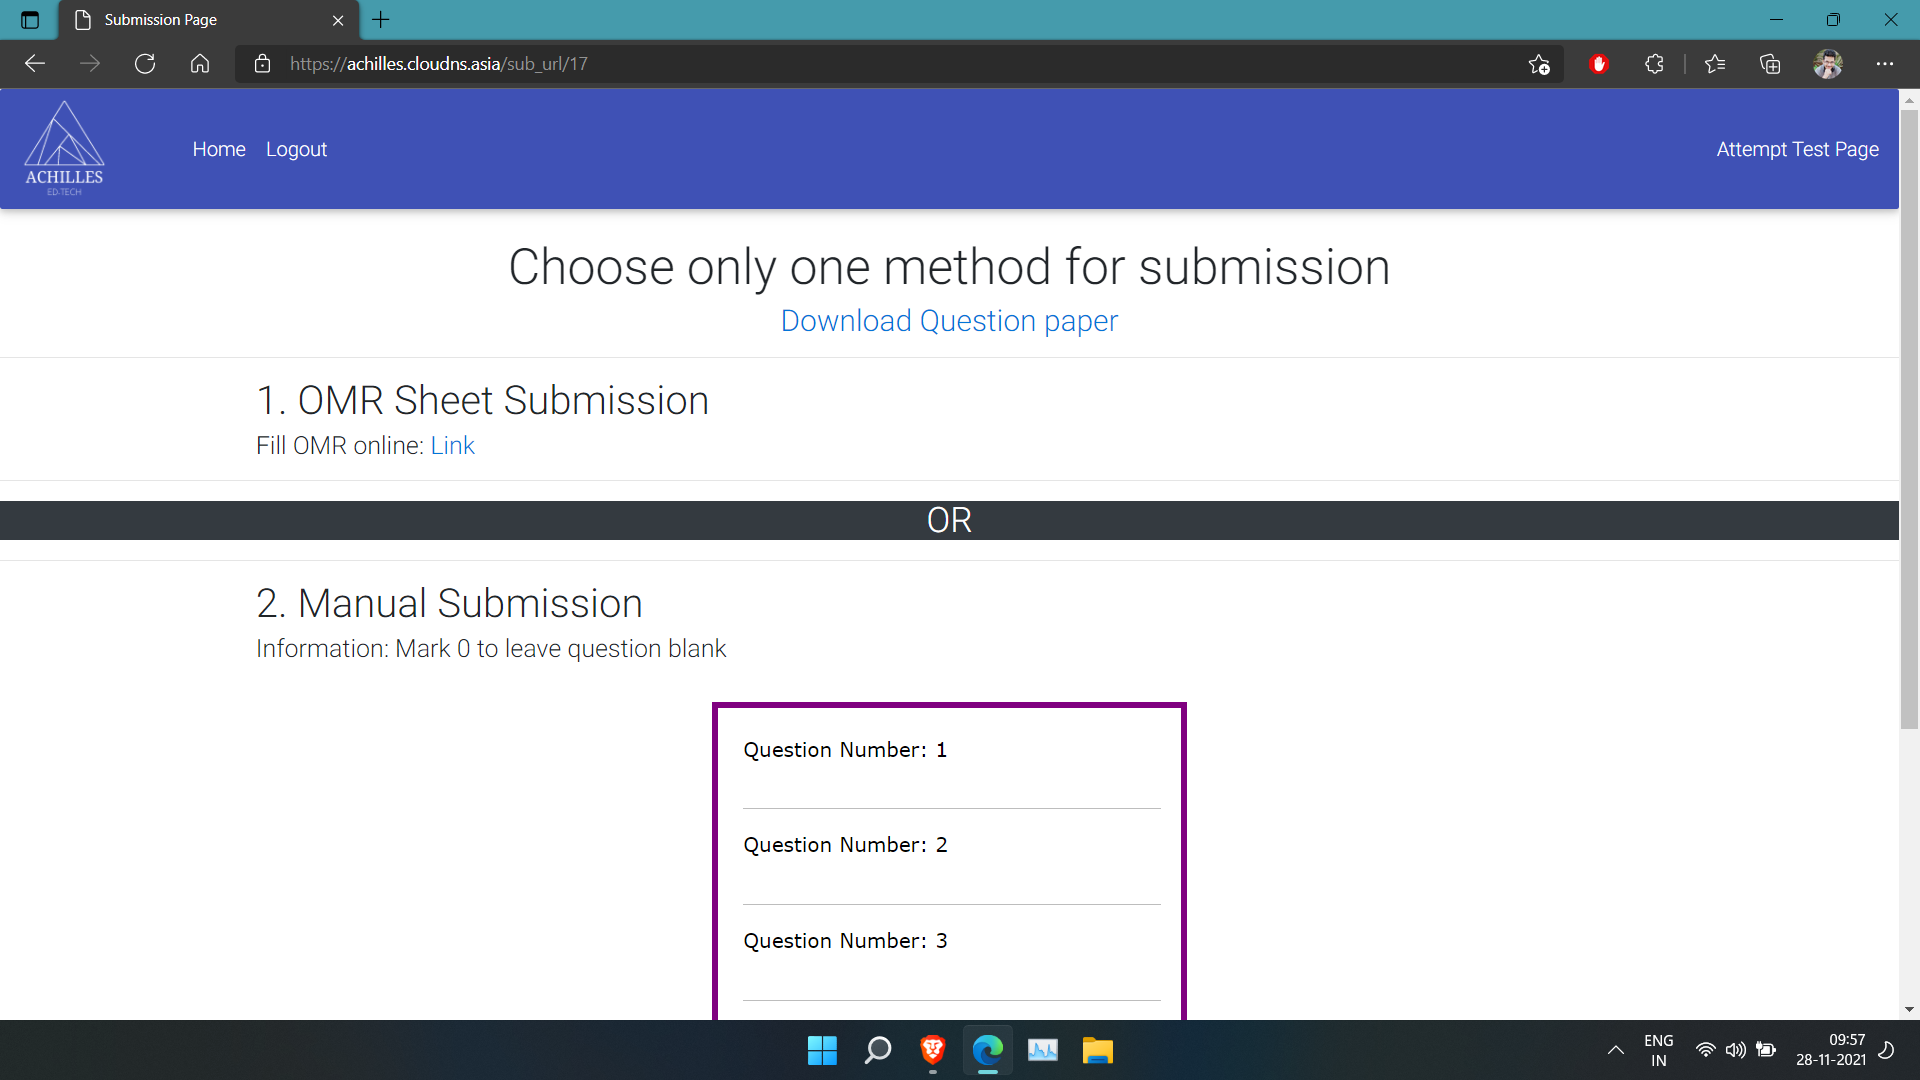 Submission Page
https://achilles.cloudns.asia/sub_url/17
ACHILLES
ED-TECH
Home
Logout
Attempt Test Page
Choose only one method for submission
Download Question paper
1. OMR Sheet Submission
Fill OMR online: Link
OR
2. Manual Submission
Information: Mark 0 to leave question blank
Question Number: 1
Question Number: 2
Question Number: 3
ENG
IN
09:57
28-11-2021